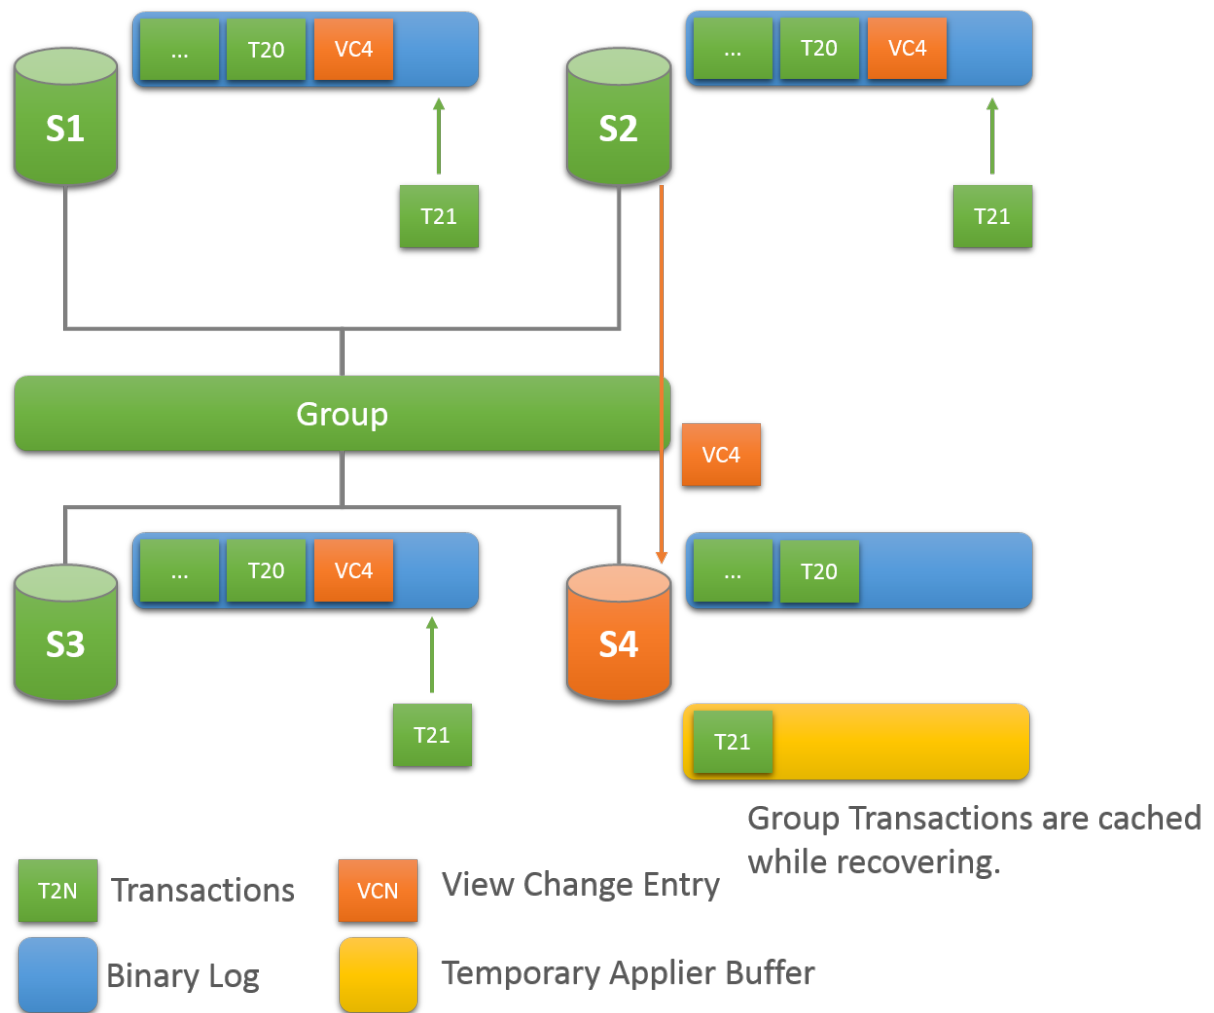 ... T20 VC4
S1
T21
... T20 VC4
S2
T21
Group
VC4
... T20 VC4
S3
T21
... T20
S4
T21
Group Transactions are cached
while recovering.
T2N Transactions
VCN View Change Entry
Binary Log
Temporary Applier Buffer